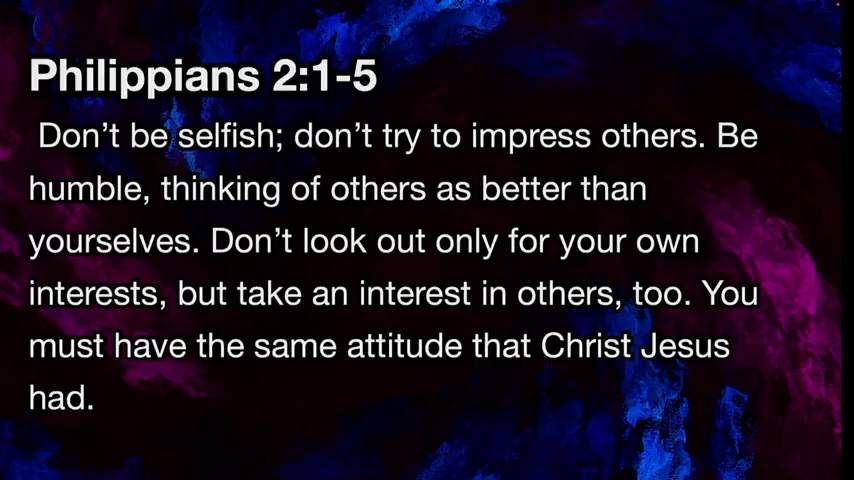 Philippians 2:1-5
Don’t be selfish; don’t try to impress others. Be
humble, thinking of others as better than
yourselves. Don’t look out only for your own
interests, but take an interest in others, too. You
must have the same attitude that Christ Jesus
had.